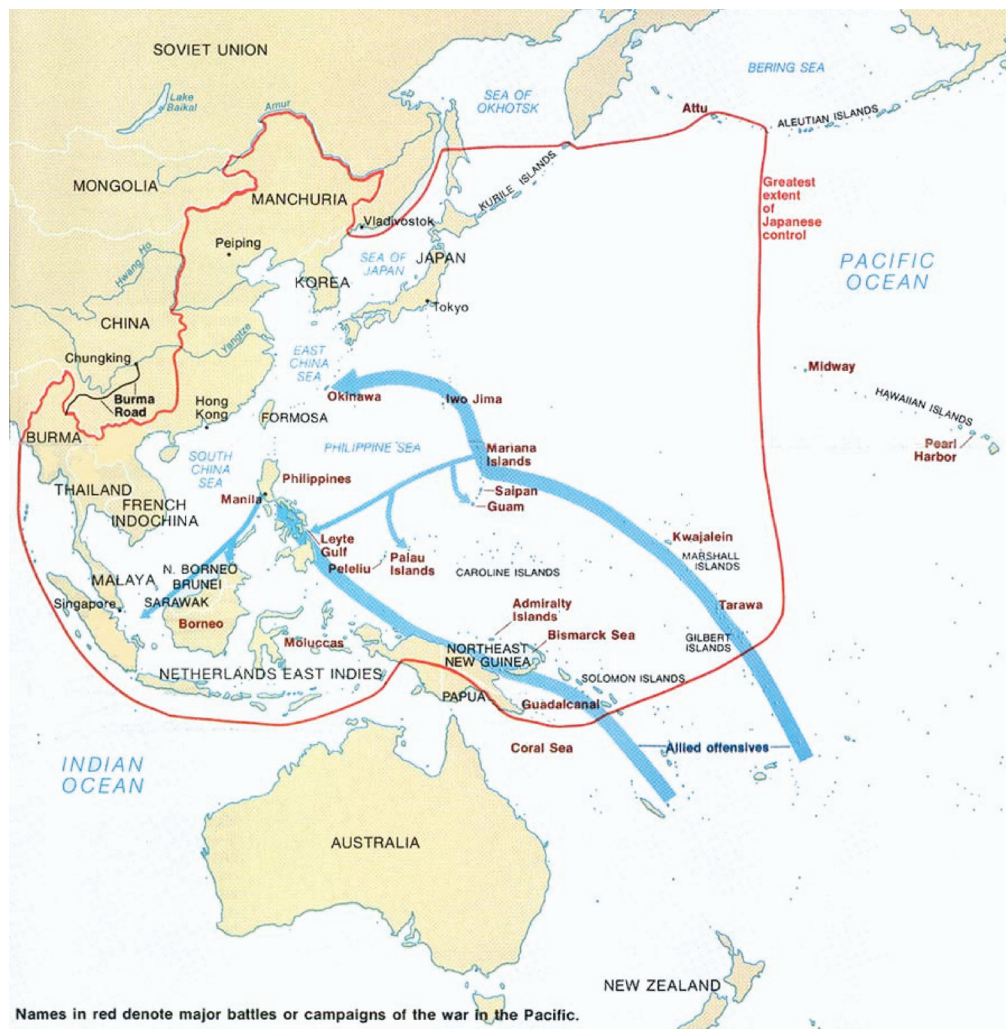 SOVIET UNION
BERING SEA
Lake
Baikal
SEA OF
OKHOTSK
Amur
Attu
ALEUTIAN ISLANDS
MONGOLIA
MANCHURIA
KURILE ISLANDS
Greatest
extent
of
Japanese
control
Vladivostok
Peiping
SEA OF
JAPAN
JAPAN
Hwang Ho
KOREA
PACIFIC
OCEAN
Tokyo
CHINA
Yangtze
Chungking
EAST
CHINA
SEA
Midway
Burma
Road
Okinawa
Iwo Jima
HAWAIIAN ISLANDS
Hong
Kong
FORMOSA
BURMA
PHILIPPINE SEA
Mariana
Islands
Pearl
Harbor
SOUTH
CHINA
SEA
Philippines
THAILAND
Manila
Saipan
Guam
FRENCH
INDOCHINA
Leyte
Gulf
Kwajalein
MARSHALL
ISLANDS
Peleliu
Palau
Islands
CAROLINE ISLANDS
MALAYA
N. BORNEO
BRUNEI
Singapore
SARAWAK
Tarawa
Admiralty
Islands
Borneo
Bismarck Sea
Moluccas
GILBERT
ISLANDS
NORTHEAST
NEW GUINEA
NETHERLANDS EAST INDIES
SOLOMON ISLANDS
PAPUA
Guadalcanal
Coral Sea
Allied offensives
INDIAN
OCEAN
AUSTRALIA
NEW ZEALAND
Names in red denote major battles or campaigns of the war in the Pacific.